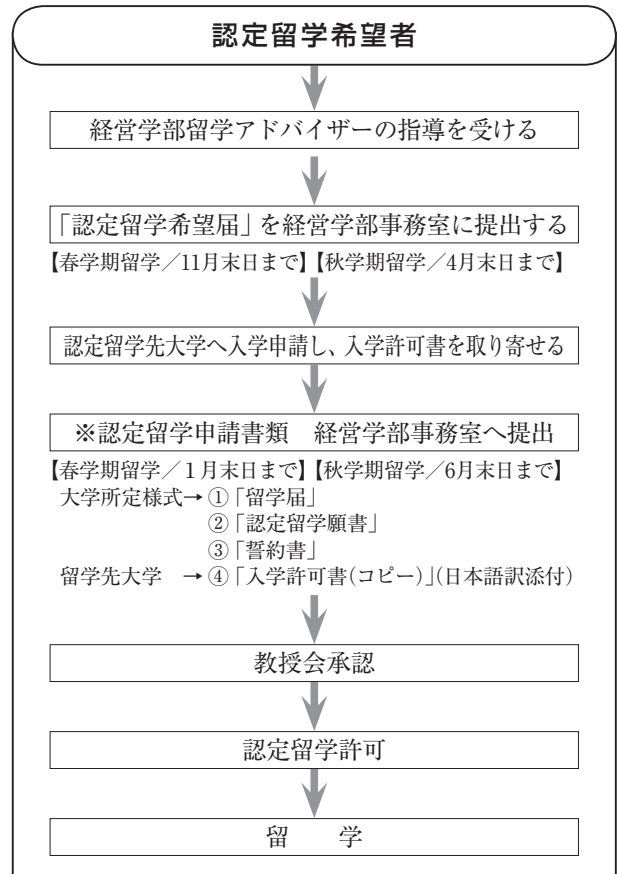 認定留学希望者
経営学部留学アドバイザーの指導を受ける
「認定留学希望届」を経営学部事務室に提出する
【春学期留学／11月末日まで】【秋学期留学／4月末日まで】
認定留学先大学へ入学申請し、入学許可書を取り寄せる
※認定留学申請書類　経営学部事務室へ提出
【春学期留学／１月末日まで】【秋学期留学／6月末日まで】
大学所定様式→①「留学届」
②「認定留学願書」
③「誓約書」
留学先大学　→④「入学許可書(コピー)」(日本語訳添付)
教授会承認
認定留学許可
留　　学